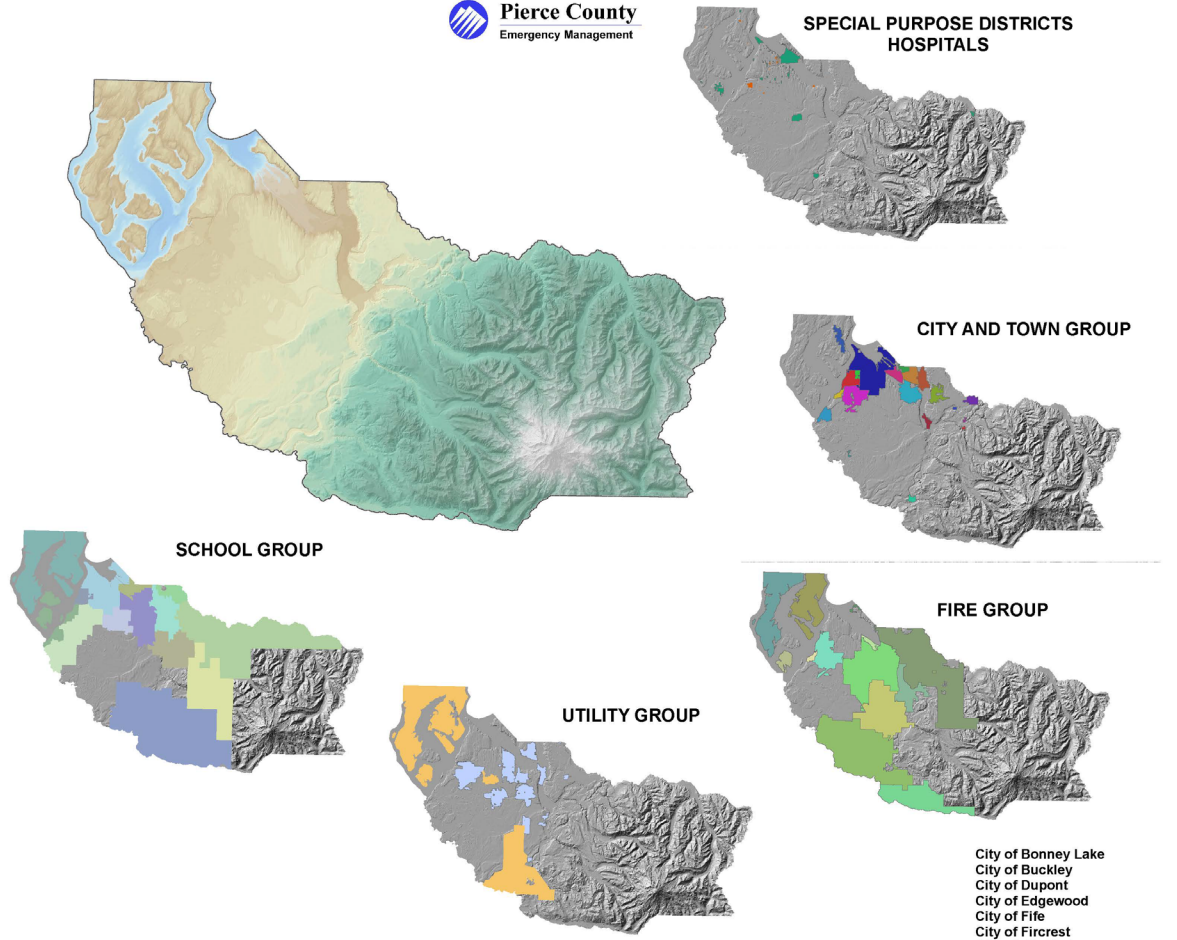 Pierce County
Emergency Management
SPECIAL PURPOSE DISTRICTS
HOSPITALS
CITY AND TOWN GROUP
SCHOOL GROUP
FIRE GROUP
UTILITY GROUP
City of Bonney Lake
City of Buckley
City of Dupont
City of Edgewood
City of Fife
City of Fircrest